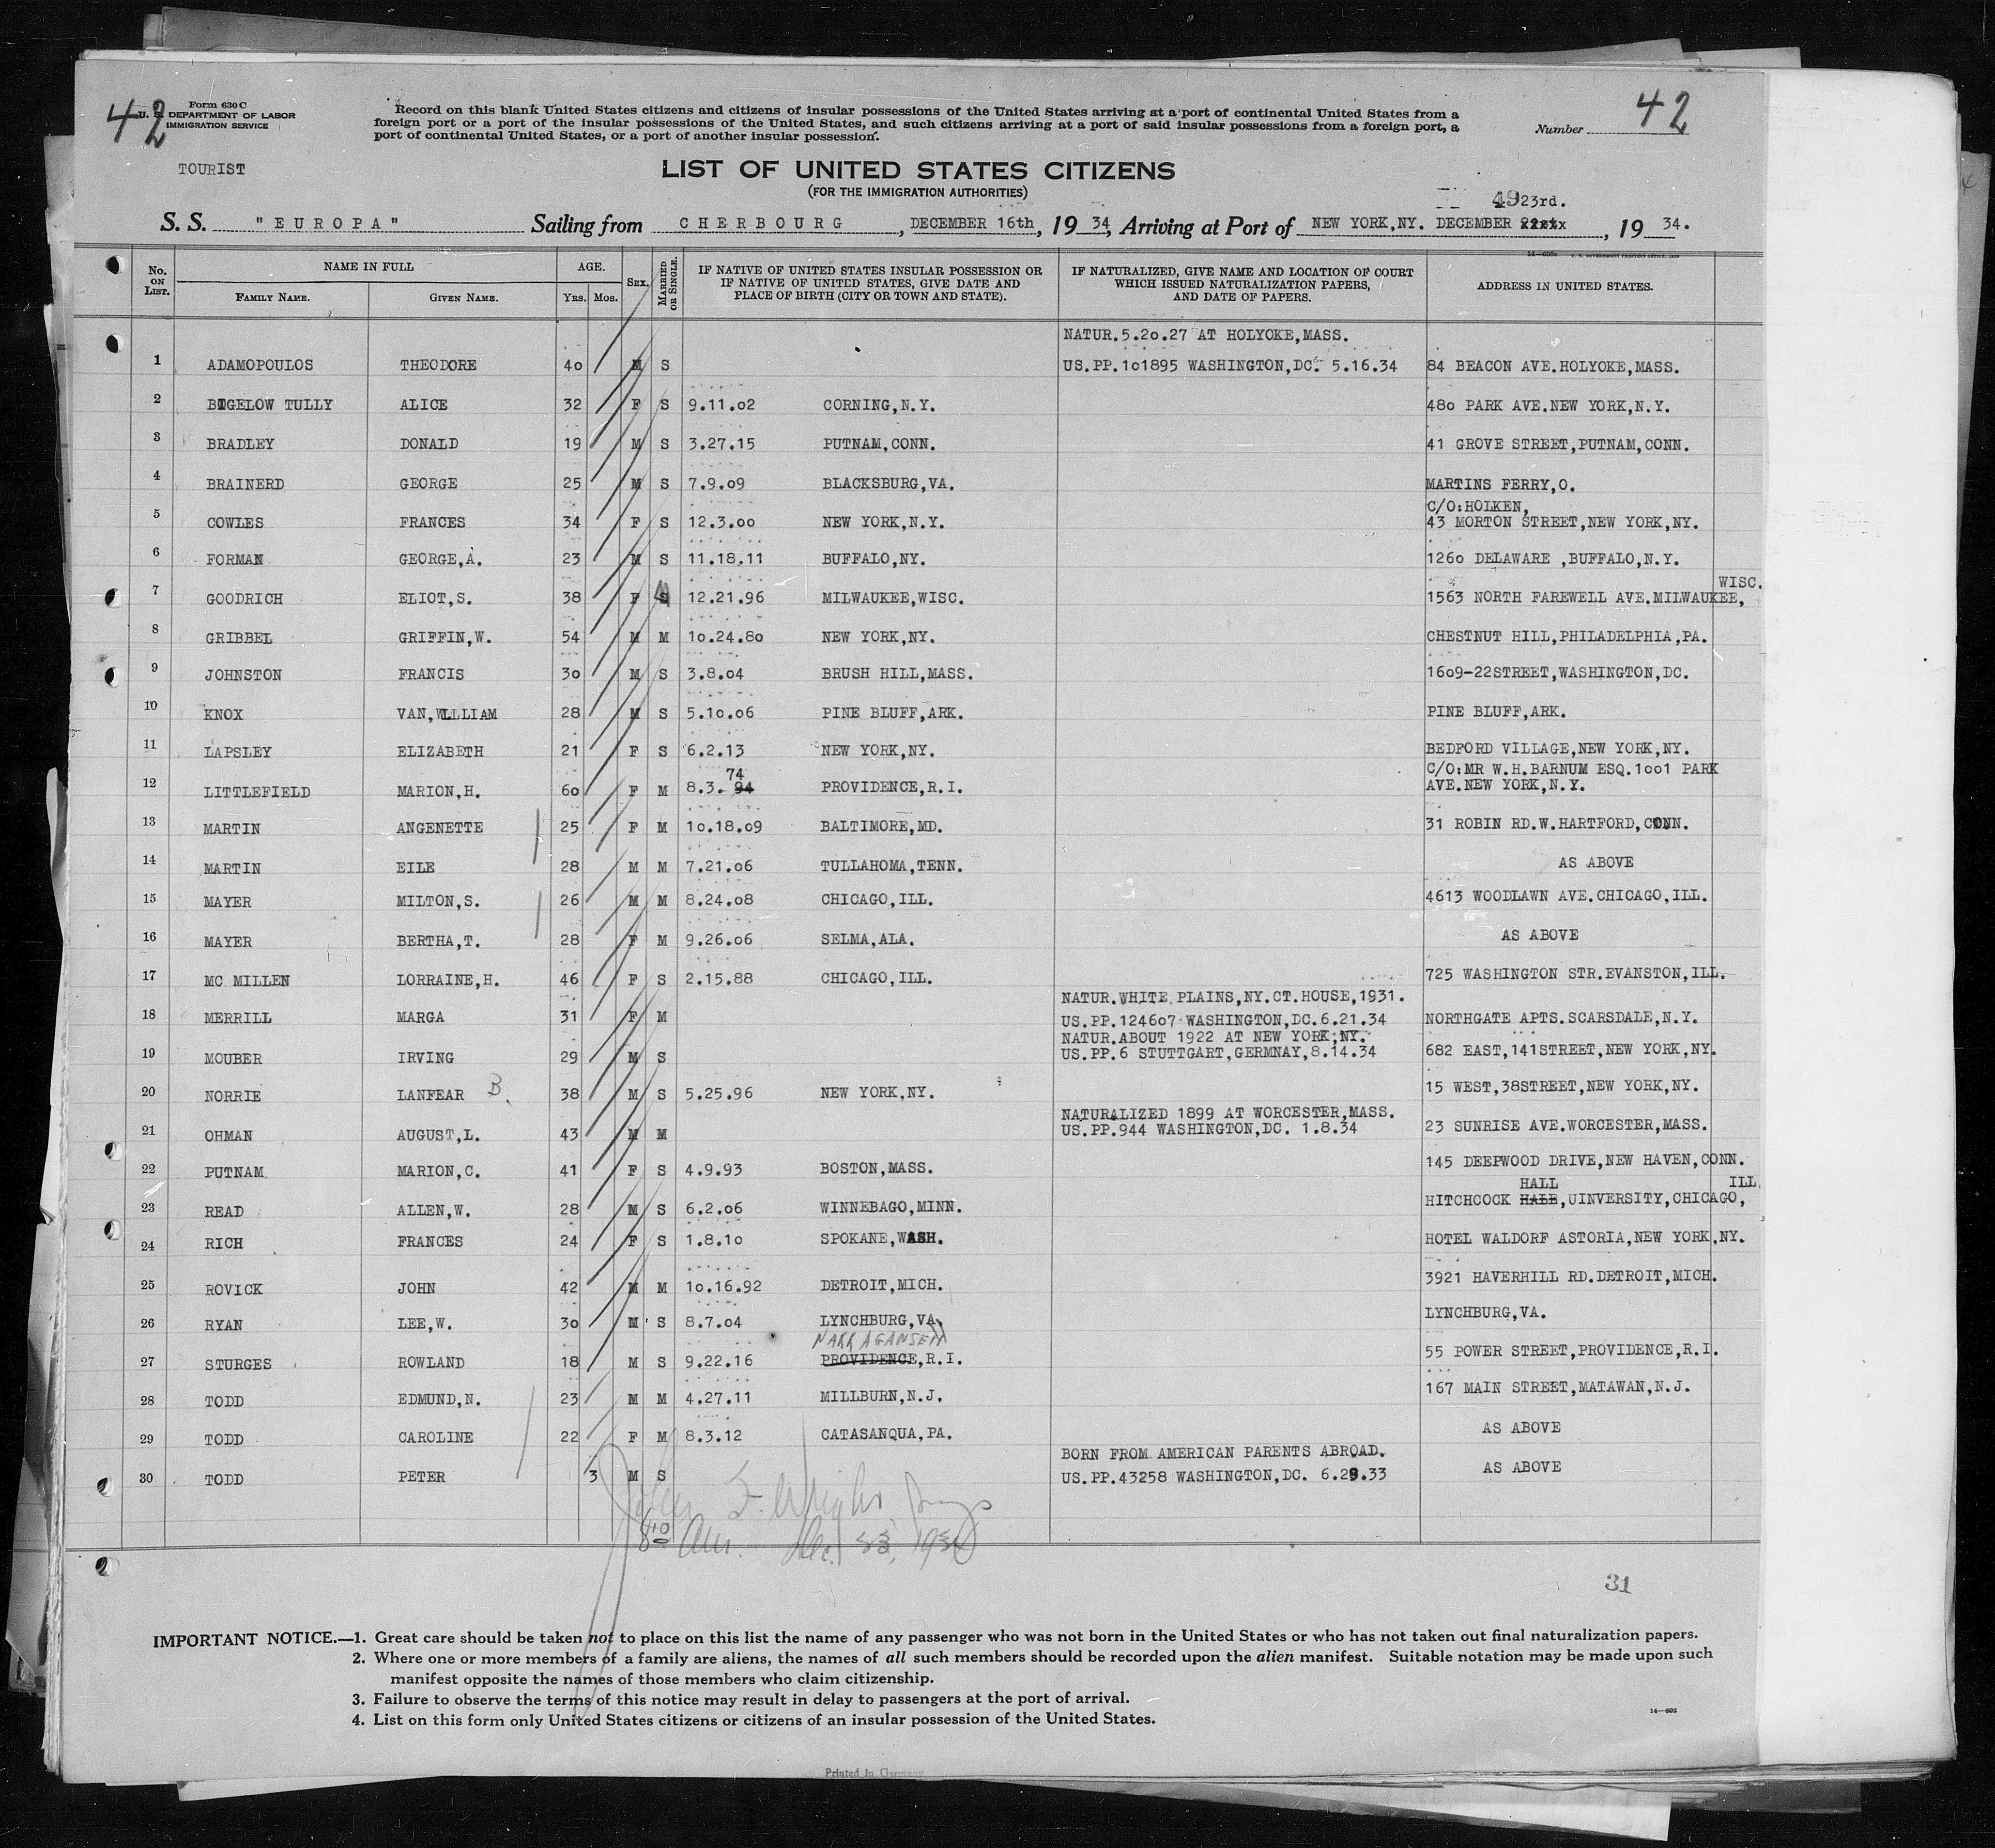 42
Form 630 C
U. S. DEPARTMENT OF LABOR
IMMIGRATION SERVICE
Record on this blank United States citizens and citizens of insular possessions of the United States arriving at a port of continental United States from a
foreign port or a port of the insular possessions of the United States, and such citizens arriving at a port of said insular possessions from a foreign port, a
port of continental United States, or a port of another insular possession.
Number 42
TOURIST
LIST OF UNITED STATES CITIZENS
(FOR THE IMMIGRATION AUTHORITIES)
49 23rd.
S. S. "EUROPA" Sailing from CHERBOURG, DECEMBER 16th, 1934, Arriving at Port of NEW YORK,NY. DECEMBER, 1934.
No. ON LIST. NAME IN FULL AGE. SEX. MARRIED OR SINGLE. IF NATIVE OF UNITED STATES INSULAR POSSESSION OR IF NATIVE OF UNITED STATES, GIVE DATE AND PLACE OF BIRTH (CITY OR TOWN AND STATE). IF NATURALIZED, GIVE NAME AND LOCATION OF COURT WHICH ISSUED NATURALIZATION PAPERS, AND DATE OF PAPERS. ADDRESS IN UNITED STATES.
FAMILY NAME. GIVEN NAME. YRS. MOS.
NATUR.5.20.27 AT HOLYOKE,MASS.
1 ADAMOPOULOS THEODORE 40 M S US.PP.101895 WASHINGTON,DC. 5.16.34 84 BEACON AVE.HOLYOKE,MASS.
2 BIGELOW TULLY ALICE 32 F S 9.11.02 CORNING,N.Y. 480 PARK AVE.NEW YORK,N.Y.
3 BRADLEY DONALD 19 M S 3.27.15 PUTNAM,CONN. 41 GROVE STREET,PUTNAM,CONN.
4 BRAINERD GEORGE 25 M S 7.9.09 BLACKSBURG,VA. MARTINS FERRY,O.
C/O:HOLKEN,
5 COWLES FRANCES 34 F S 12.3.00 NEW YORK,N.Y. 43 MORTON STREET,NEW YORK,NY.
6 FORMAN GEORGE,A. 23 M S 11.18.11 BUFFALO,NY. 1260 DELAWARE ,BUFFALO,N.Y.
WISC.
7 GOODRICH ELIOT,S. 38 F S 12.21.96 MILWAUKEE,WISC. 1563 NORTH FAREWELL AVE.MILWAUKEE,
8 GRIBBEL GRIFFIN,W. 54 M M 10.24.80 NEW YORK,NY. CHESTNUT HILL,PHILADELPHIA,PA.
9 JOHNSTON FRANCIS 30 M S 3.8.04 BRUSH HILL,MASS. 1609-22STREET,WASHINGTON,DC.
10 KNOX VAN,WLLLIAM 28 M S 5.10.06 PINE BLUFF,ARK. PINE BLUFF,ARK.
11 LAPSLEY ELIZABETH 21 F S 6.2.13 NEW YORK,NY. BEDFORD VILLAGE,NEW YORK,NY.
74 C/O:MR W.H.BARNUM ESQ.1001 PARK
12 LITTLEFIELD MARION,H. 60 F M 8.3.94 PROVIDENCE,R.I. AVE.NEW YORK,N.Y.
13 MARTIN ANGENETTE 25 F M 10.18.09 BALTIMORE,MD. 31 ROBIN RD.W.HARTFORD,CONN.
14 MARTIN EILE 28 M M 7.21.06 TULLAHOMA,TENN. AS ABOVE
15 MAYER MILTON,S. 26 M M 8.24.08 CHICAGO,ILL. 4613 WOODLAWN AVE.CHICAGO,ILL.
16 MAYER BERTHA,T. 28 F M 9.26.06 SELMA,ALA. AS ABOVE
17 MC MILLEN LORRAINE,H. 46 F S 2.15.88 CHICAGO,ILL. 725 WASHINGTON STR.EVANSTON,ILL.
NATUR.WHITE PLAINS,NY.CT.HOUSE,1931.
18 MERRILL MARGA 31 F M US.PP.124607 WASHINGTON,DC.6.21.34 NORTHGATE APTS.SCARSDALE,N.Y.
NATUR.ABOUT 1922 AT NEW YORK,NY.
19 MOUBER IRVING 29 M S US.PP.6 STUTTGART,GERMNAY,8.14.34 682 EAST,141STREET,NEW YORK,NY.
20 NORRIE LANFEAR B. 38 M S 5.25.96 NEW YORK,NY. 15 WEST,38STREET,NEW YORK,NY.
NATURALIZED 1899 AT WORCESTER,MASS.
21 OHMAN AUGUST,L. 43 M M US.PP.944 WASHINGTON,DC. 1.8.34 23 SUNRISE AVE.WORCESTER,MASS.
22 PUTNAM MARION,C. 41 F S 4.9.93 BOSTON,MASS. 145 DEEPWOOD DRIVE,NEW HAVEN,CONN.
HALL ILL.
23 READ ALLEN,W. 28 M S 6.2.06 WINNEBAGO,MINN. HITCHCOCK HALE,UINVERSITY,CHICAGO,
24 RICH FRANCES 24 F S 1.8.10 SPOKANE,WASH. HOTEL WALDORF ASTORIA,NEW YORK,NY.
25 ROVICK JOHN 42 M M 10.16.92 DETROIT,MICH. 3921 HAVERHILL RD.DETROIT,MICH.
26 RYAN LEE,W. 30 M S 8.7.04 LYNCHBURG,VA. LYNCHBURG,VA.
NARRAGANSETT
27 STURGES ROWLAND 18 M S 9.22.16 PROVIDENCE,R.I. 55 POWER STREET,PROVIDENCE,R.I.
28 TODD EDMUND,N. 23 M M 4.27.11 MILLBURN,N.J. 167 MAIN STREET,MATAWAN,N.J.
29 TODD CAROLINE 22 F M 8.3.12 CATASANQUA,PA. AS ABOVE
BORN FROM AMERICAN PARENTS ABROAD.
30 TODD PETER 3 M S US.PP.43258 WASHINGTON,DC. 6.29.33 AS ABOVE
31
IMPORTANT NOTICE.—1. Great care should be taken not to place on this list the name of any passenger who was not born in the United States or who has not taken out final naturalization papers.
2. Where one or more members of a family are aliens, the names of all such members should be recorded upon the alien manifest. Suitable notation may be made upon such
manifest opposite the names of those members who claim citizenship.
3. Failure to observe the terms of this notice may result in delay to passengers at the port of arrival.
4. List on this form only United States citizens or citizens of an insular possession of the United States.
Printed in Germany